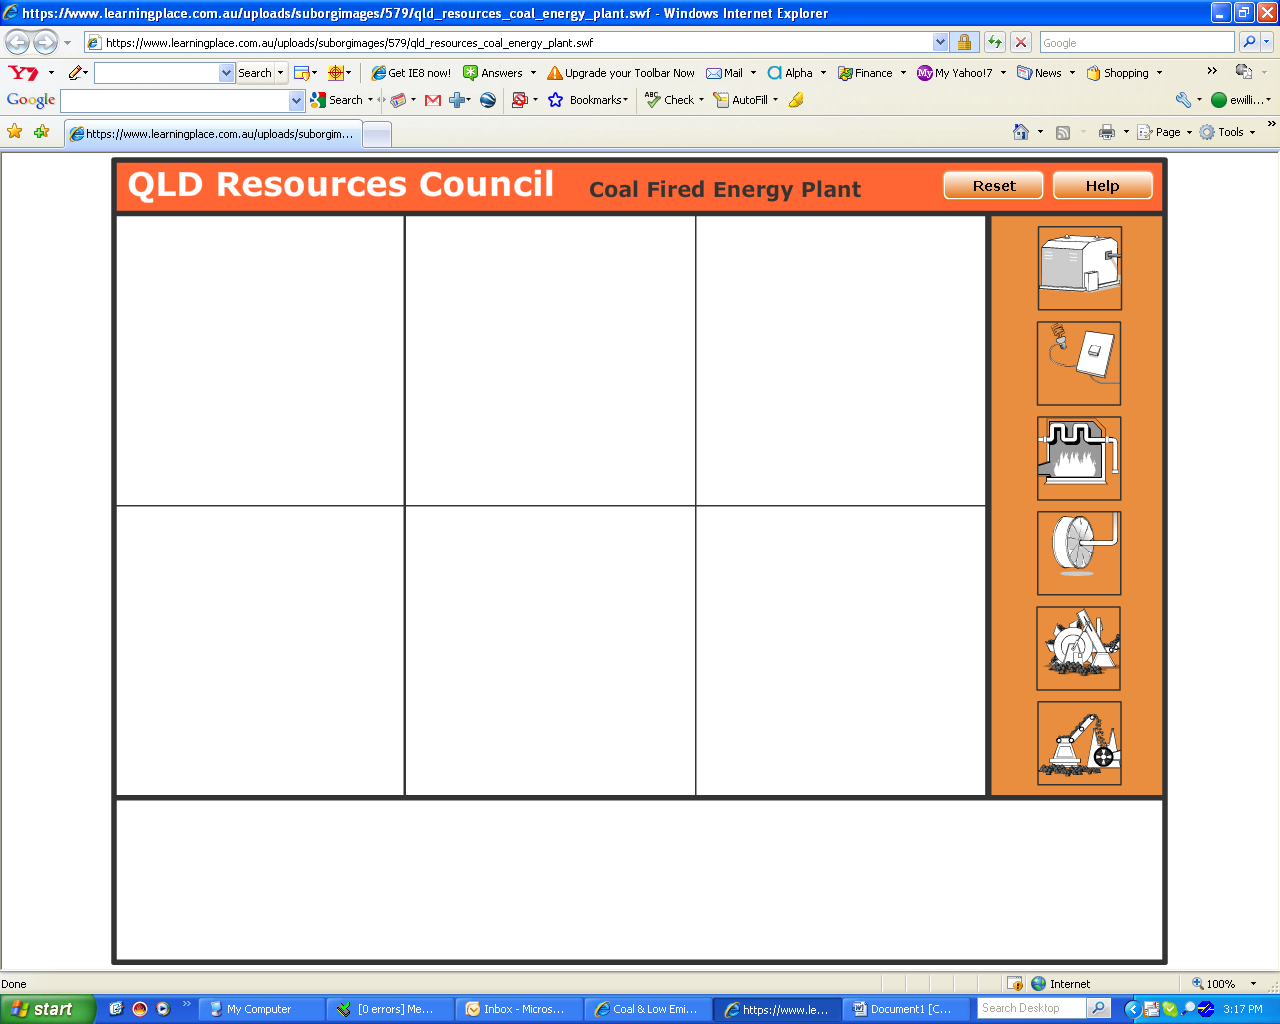 https://www.learningplace.com.au/uploads/suborgimages/579/qld_resources_coal_energy_plant.swf - Windows Internet Explorer
https://www.learningplace.com.au/uploads/suborgimages/579/qld_resources_coal_energy_plant.swf
Google
Y7 Search Get IE8 now! Answers Upgrade your Toolbar Now Mail Alpha Finance My Yahoo!7 News Shopping
Google Search Bookmarks ABC Check AutoFill ewilli...
https://www.learningplace.com.au/uploads/suborgim... Page Tools
QLD Resources Council Coal Fired Energy Plant Reset Help
Done Internet 100%
start My Computer [0 errors] Me... Inbox - Micros... Coal & Low Emi... https://www.le... Document1 [C... Search Desktop 3:17 PM